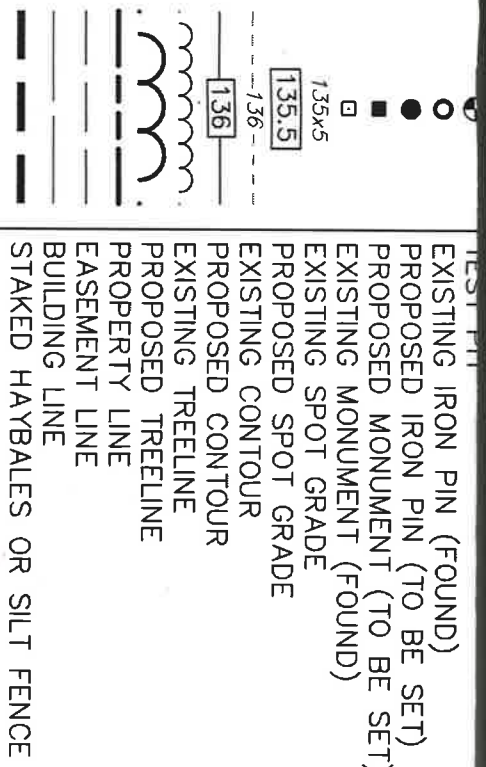 TEST PIT
EXISTING IRON PIN (FOUND)
PROPOSED IRON PIN (TO BE SET)
PROPOSED MONUMENT (TO BE SET)
EXISTING MONUMENT (FOUND)
135x5 EXISTING SPOT GRADE
135.5 PROPOSED SPOT GRADE
136 EXISTING CONTOUR
136 PROPOSED CONTOUR
EXISTING TREELINE
PROPOSED TREELINE
PROPERTY LINE
EASEMENT LINE
BUILDING LINE
STAKED HAYBALES OR SILT FENCE